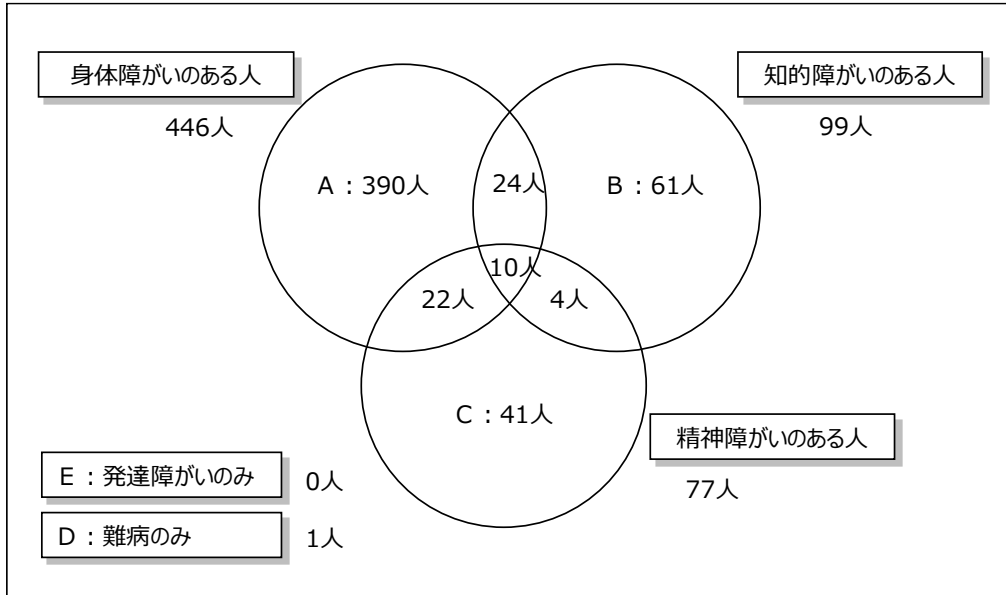 身体障がいのある人
446人
知的障がいのある人
99人
A:390人
24人
B:61人
10人
22人
4人
C:41人
精神障がいのある人
77人
E:発達障がいのみ
0人
D:難病のみ
1人